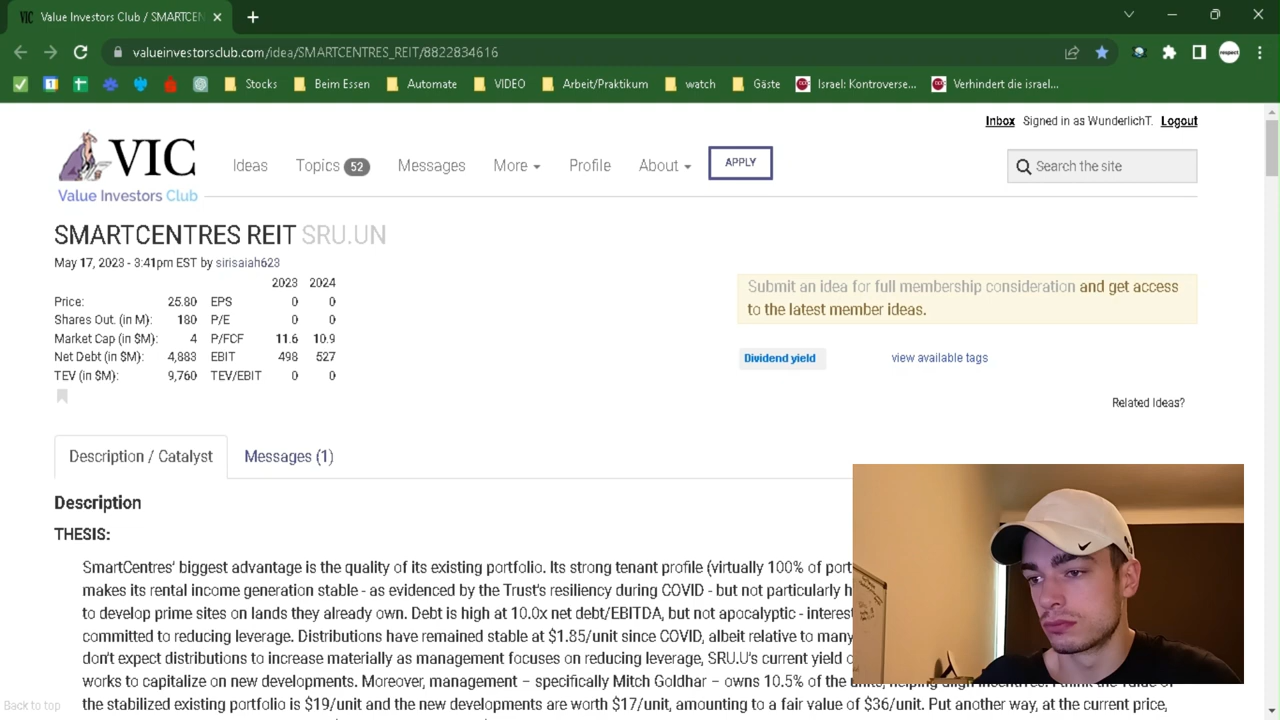 Value Investors Club / SMARTCEN
valueinvestorsclub.com/idea/SMARTCENTRES_REIT/8822834616
respect
Stocks Beim Essen Automate VIDEO Arbeit/Praktikum watch Gäste Israel: Kontroverse... Verhindert die israel...
Inbox Signed in as WunderlichT. Logout
VIC
Value Investors Club
Ideas Topics 52 Messages More Profile About APPLY
Search the site
SMARTCENTRES REIT SRU.UN
May 17, 2023 - 3:41pm EST by sirisaiah623
2023 2024
Price: 25.80 EPS 0 0
Shares Out. (in M): 180 P/E 0 0
Market Cap (in $M): 4 P/FCF 11.6 10.9
Net Debt (in $M): 4,883 EBIT 498 527
TEV (in $M): 9,760 TEV/EBIT 0 0
Submit an idea for full membership consideration and get access
to the latest member ideas.
Dividend yield view available tags
Related Ideas?
Description / Catalyst Messages (1)
Description
THESIS:
SmartCentres' biggest advantage is the quality of its existing portfolio. Its strong tenant profile (virtually 100% of port
makes its rental income generation stable - as evidenced by the Trust's resiliency during COVID - but not particularly h
to develop prime sites on lands they already own. Debt is high at 10.0x net debt/EBITDA, but not apocalyptic - interes
committed to reducing leverage. Distributions have remained stable at $1.85/unit since COVID, albeit relative to many
don't expect distributions to increase materially as management focuses on reducing leverage, SRU.U's current yield o
works to capitalize on new developments. Moreover, management – specifically Mitch Goldhar – owns 10.5% of the
the stabilized existing portfolio is $19/unit and the new developments are worth $17/unit, amounting to a fair value of $36/unit. Put another way, at the current price,
Back to top